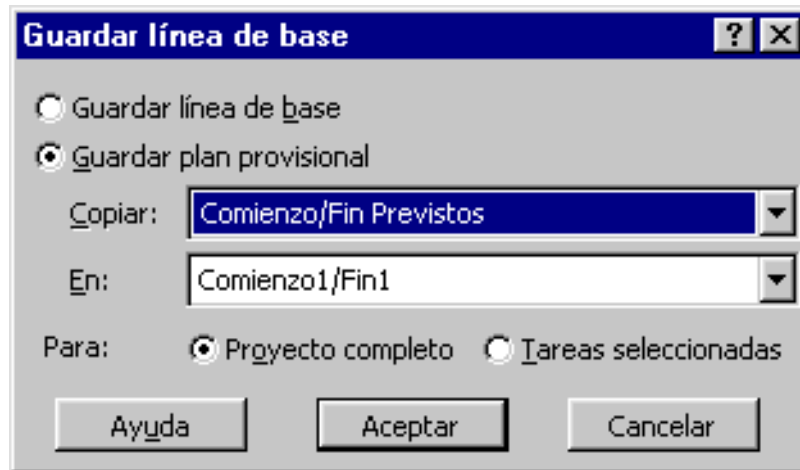 Guardar línea de base
Guardar línea de base
Guardar plan provisional
Copiar: Comienzo/Fin Previstos
En: Comienzo1/Fin1
Para: Proyecto completo Tareas seleccionadas
Ayuda Aceptar Cancelar